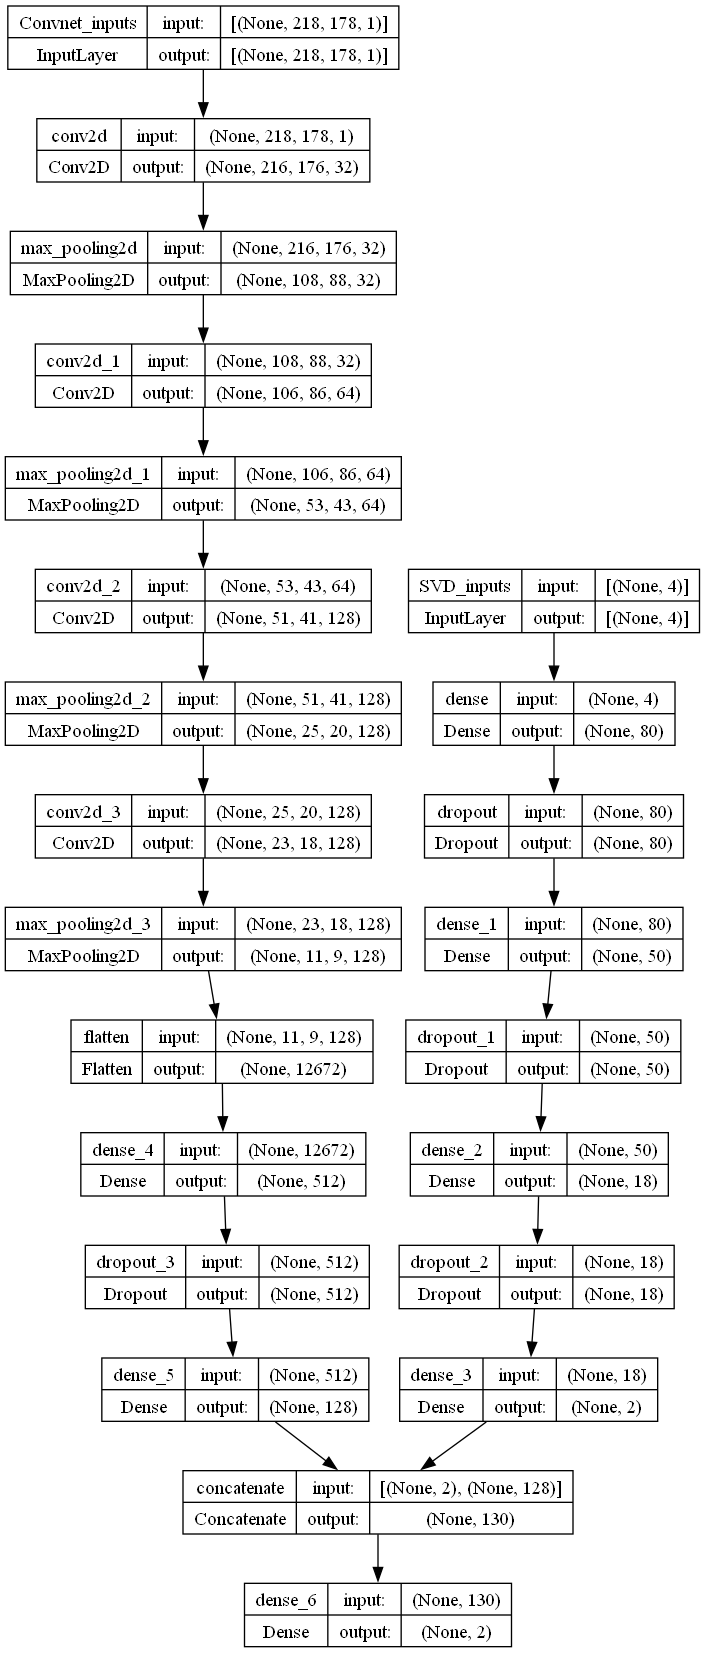 Convnet_inputs input: [(None, 218, 178, 1)]
InputLayer output: [(None, 218, 178, 1)]
conv2d input: (None, 218, 178, 1)
Conv2D output: (None, 216, 176, 32)
max_pooling2d input: (None, 216, 176, 32)
MaxPooling2D output: (None, 108, 88, 32)
conv2d_1 input: (None, 108, 88, 32)
Conv2D output: (None, 106, 86, 64)
max_pooling2d_1 input: (None, 106, 86, 64)
MaxPooling2D output: (None, 53, 43, 64)
conv2d_2 input: (None, 53, 43, 64)
Conv2D output: (None, 51, 41, 128)
max_pooling2d_2 input: (None, 51, 41, 128)
MaxPooling2D output: (None, 25, 20, 128)
conv2d_3 input: (None, 25, 20, 128)
Conv2D output: (None, 23, 18, 128)
max_pooling2d_3 input: (None, 23, 18, 128)
MaxPooling2D output: (None, 11, 9, 128)
flatten input: (None, 11, 9, 128)
Flatten output: (None, 12672)
dense_4 input: (None, 12672)
Dense output: (None, 512)
dropout_3 input: (None, 512)
Dropout output: (None, 512)
dense_5 input: (None, 512)
Dense output: (None, 128)
SVD_inputs input: [(None, 4)]
InputLayer output: [(None, 4)]
dense input: (None, 4)
Dense output: (None, 80)
dropout input: (None, 80)
Dropout output: (None, 80)
dense_1 input: (None, 80)
Dense output: (None, 50)
dropout_1 input: (None, 50)
Dropout output: (None, 50)
dense_2 input: (None, 50)
Dense output: (None, 18)
dropout_2 input: (None, 18)
Dropout output: (None, 18)
dense_3 input: (None, 18)
Dense output: (None, 2)
concatenate input: [(None, 2), (None, 128)]
Concatenate output: (None, 130)
dense_6 input: (None, 130)
Dense output: (None, 2)